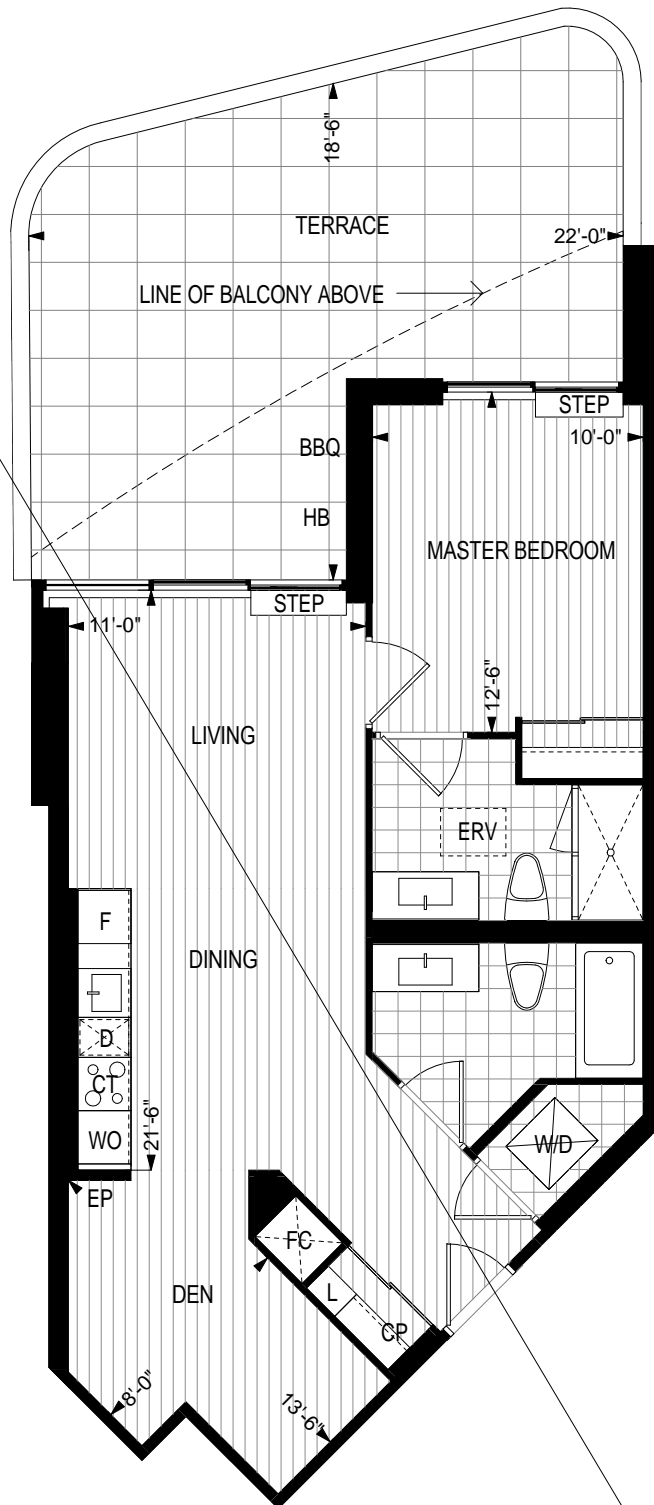 18'-6"
TERRACE
22'-0"
LINE OF BALCONY ABOVE
STEP
10'-0"
BBQ
HB
MASTER BEDROOM
STEP
11'-0"
12'-6"
LIVING
ERV
F
DINING
D
CT
WO
21'-6"
W/D
EP
FC
DEN
L
CP
8'-0"
13'-6"